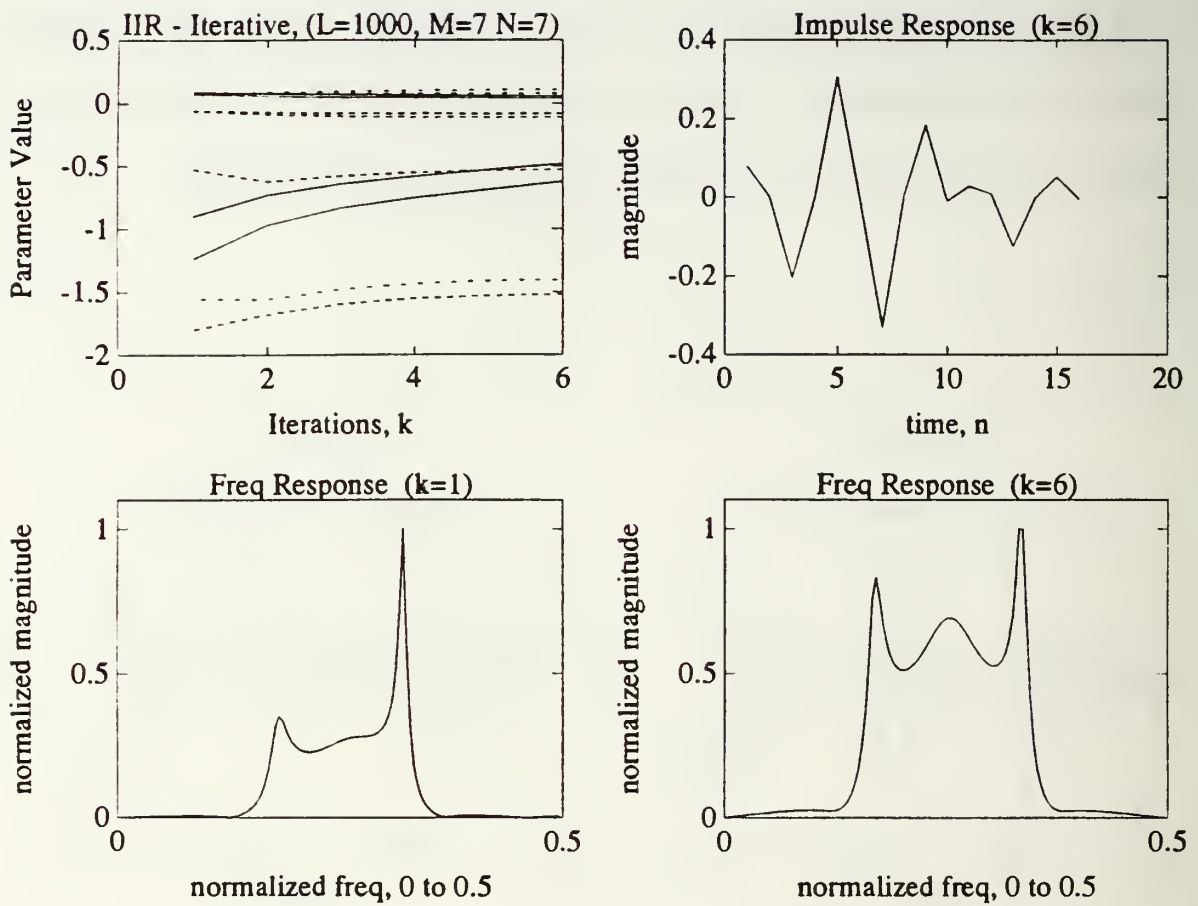 IIR - Iterative, (L=1000, M=7 N=7)
0.5
0
-0.5
-1
-1.5
-2
0
2
4
6
Parameter Value
Iterations, k
Impulse Response (k=6)
0.4
0.2
0
-0.2
-0.4
0
5
10
15
20
magnitude
time, n
Freq Response (k=1)
1
0.5
0
0
0.5
normalized magnitude
normalized freq, 0 to 0.5
Freq Response (k=6)
1
0.5
0
0
0.5
normalized magnitude
normalized freq, 0 to 0.5